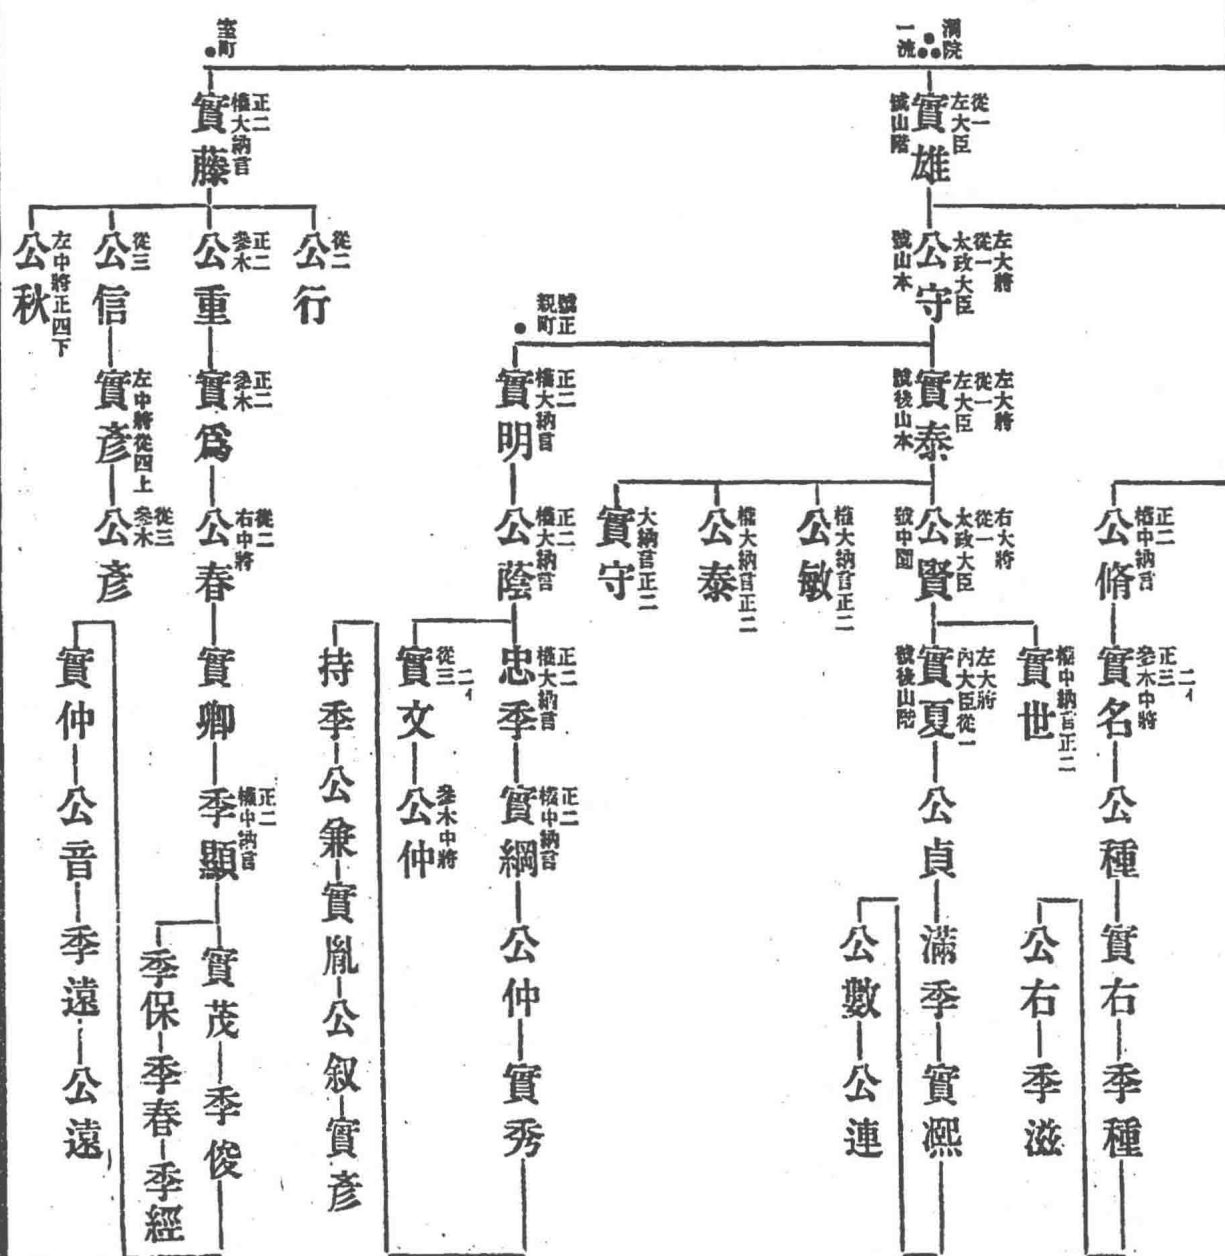 洞院
一流
從一
左大臣
實雄
號山階
左大將
從一
太政大臣
公守
號山本
左大將
從一
左大臣
實泰
號後山本
右大將
從一
太政大臣
公賢
號中園
權大納言正二
公敏
權大納言正二
公泰
大納言正二
實守
權中納言正二
實世
左大將
內大臣從一
實夏
號後山階
公貞
滿季
實凞
公數
公連
正二
權中納言
公脩
二イ
正三
參木中將
實名
公種
實右
季種
公右
季滋
號正
親町
正二
權大納言
實明
正二
權大納言
公蔭
正二
權大納言
忠季
正二
權中納言
實綱
公仲
實秀
二イ
從三
實文
參木中將
公仲
持季
公兼
實胤
公叙
實彥
室町
正二
權大納言
實藤
從二
公行
正二
參木
公重
正二
參木
實爲
從二
右中將
公春
實卿
正二
權中納言
季顯
實茂
季俊
季保
季春
季經
從三
公信
左中將從四上
實彥
從三
參木
公彥
左中將正四下
公秋
實仲
公音
季遠
公遠